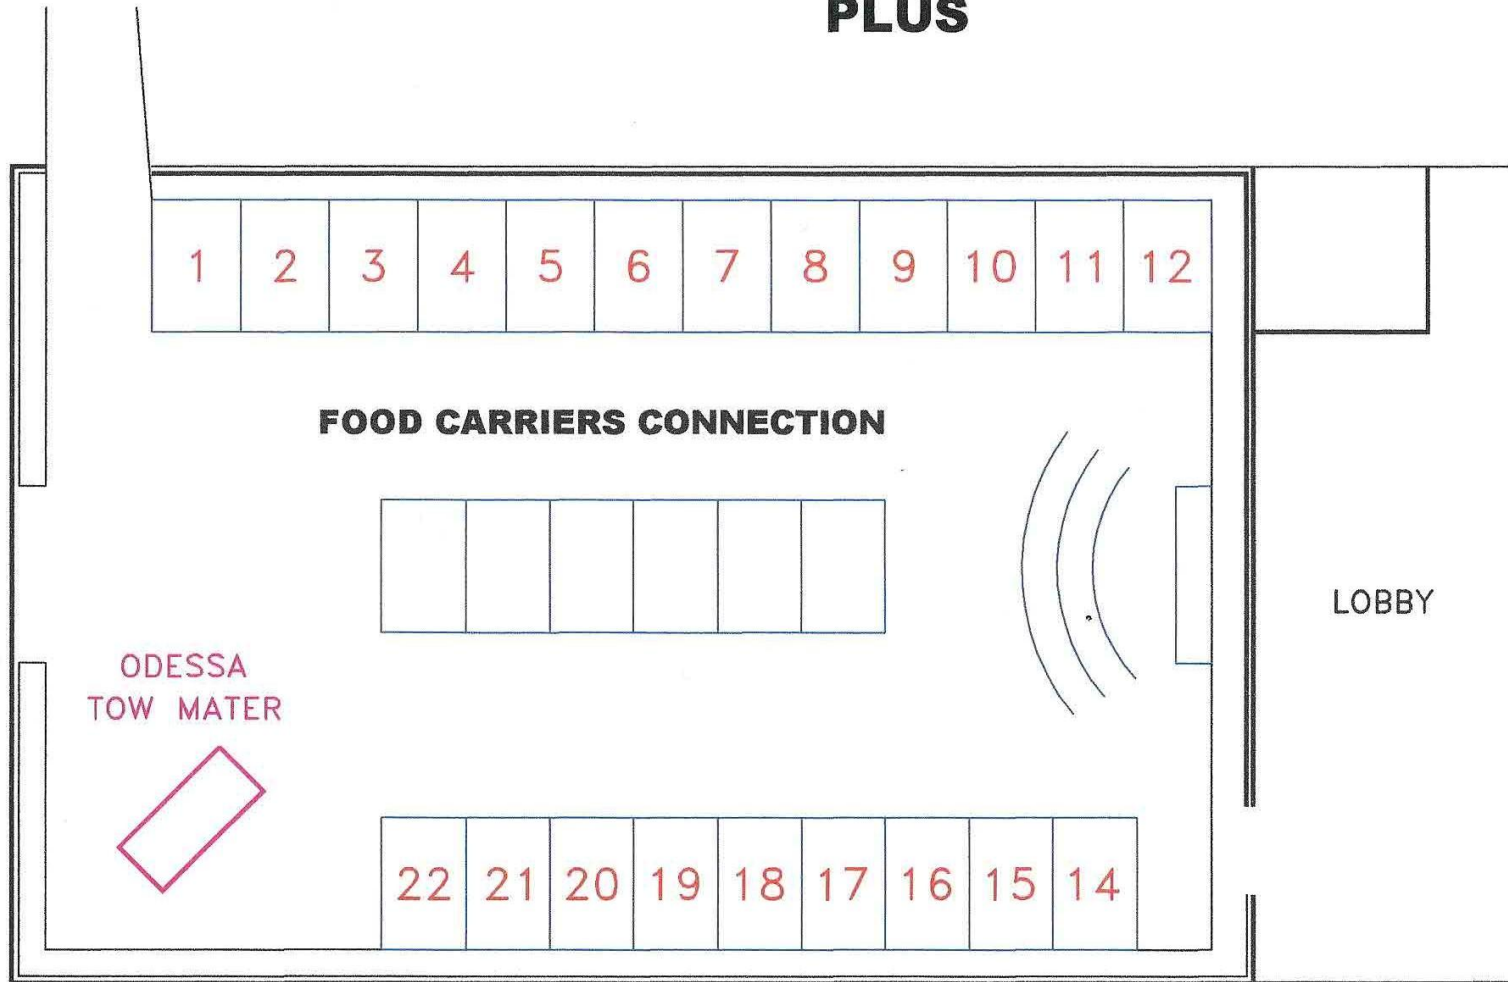 PLUS
1 2 3 4 5 6 7 8 9 10 11 12
FOOD CARRIERS CONNECTION
LOBBY
ODESSA
TOW MATER
22 21 20 19 18 17 16 15 14